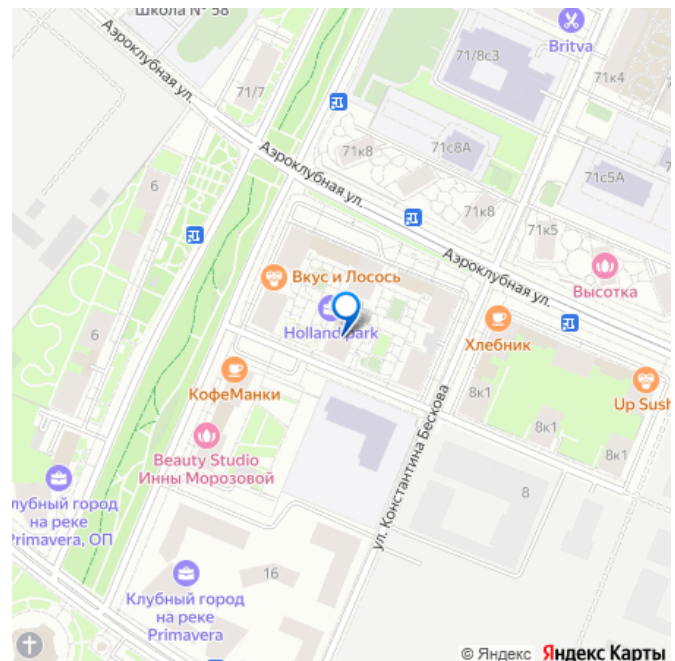 Школа № 58
Britva
Аэроклубная ул.
71/8с3
71к4
71/7
71к8
71с8А
71с5А
Аэроклубная ул.
6
71к8
71к5
Аэроклубная ул.
Высотка
Вкус и Лосось
Holland park
Хлебник
6
КофеМанки
8к1
Up Sush
8к1
8к1
ул. Константина Бескова
Beauty Studio
Инны Морозовой
8
лубный город
на реке
Primavera, ОП
16
Клубный город
на реке
Primavera
© Яндекс Яндекс Карты